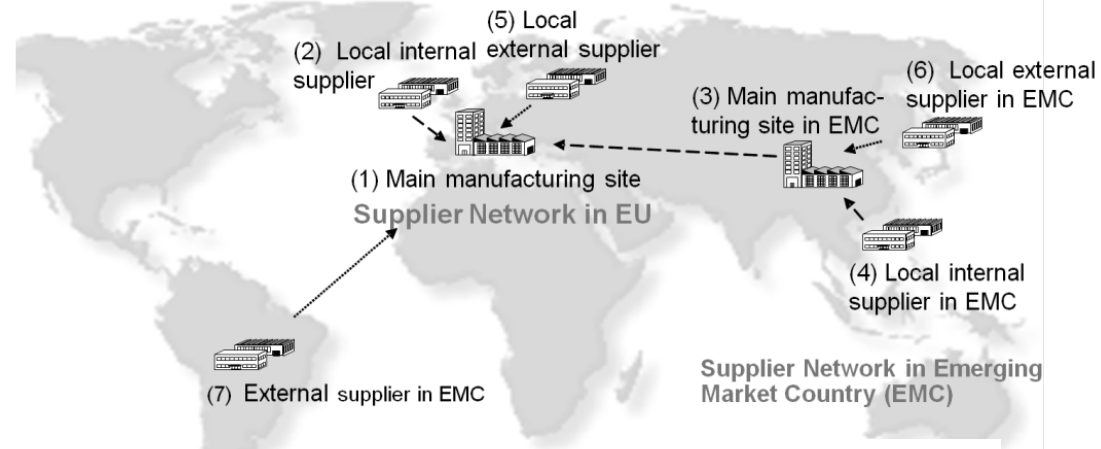 (5) Local
external supplier
(2) Local internal
supplier
(6) Local external
supplier in EMC
(3) Main manufac-
turing site in EMC
(1) Main manufacturing site
Supplier Network in EU
(4) Local internal
supplier in EMC
(7) External supplier in EMC
Supplier Network in Emerging
Market Country (EMC)